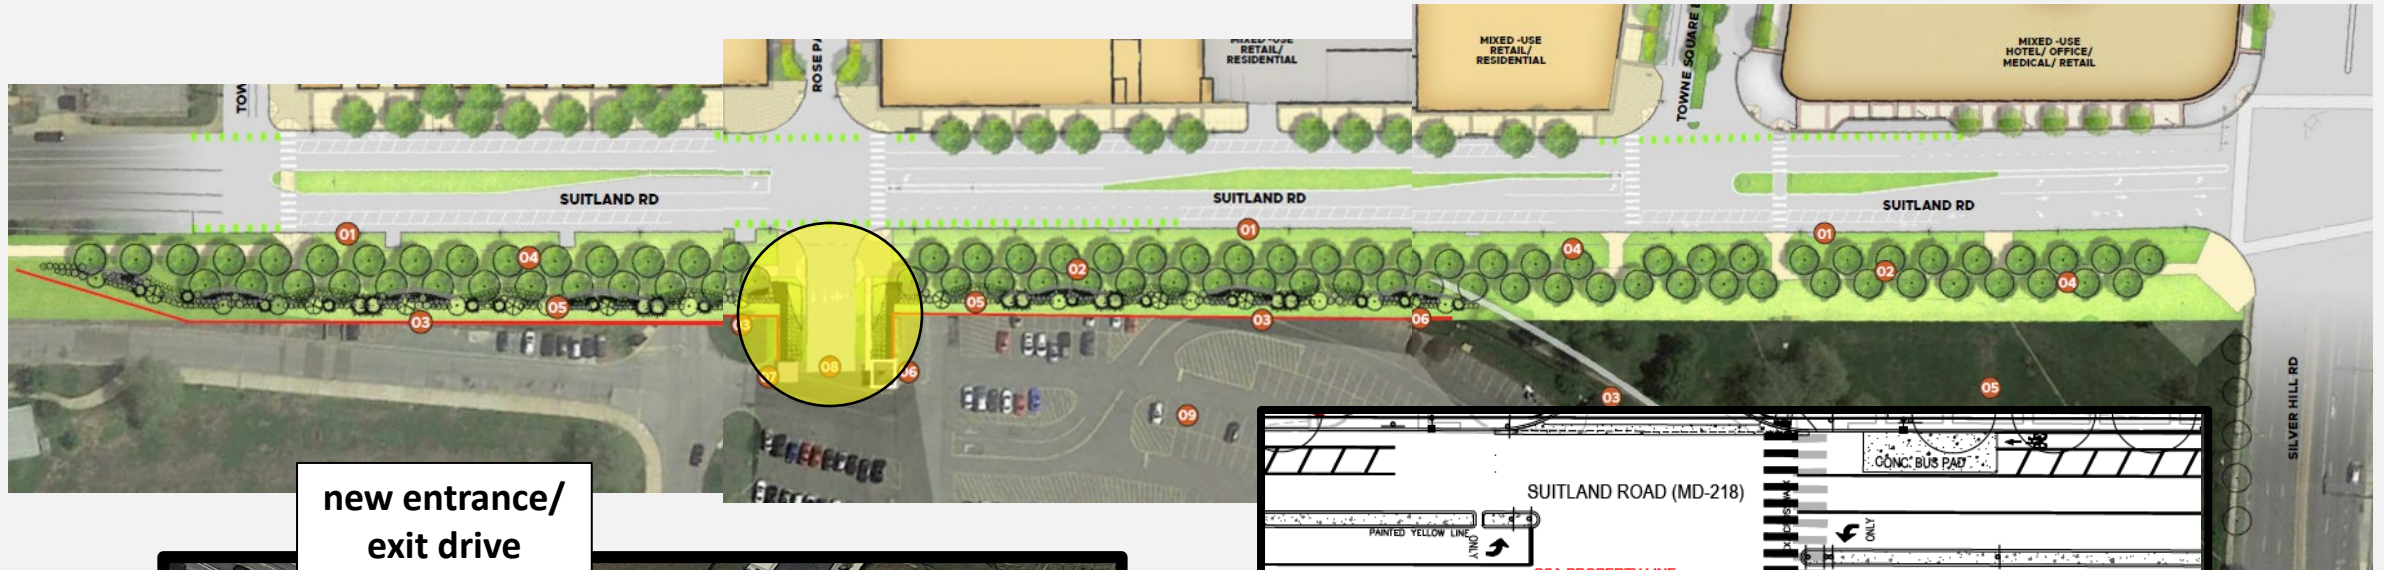 MIXED -USE
RETAIL/
RESIDENTIAL
MIXED -USE
RETAIL/
RESIDENTIAL
MIXED -USE
HOTEL/ OFFICE/
MEDICAL/ RETAIL
TOWNE SQUARE
SUITLAND RD
SUITLAND RD
SUITLAND RD
01
01
01
04
02
04
02
04
05
05
03
03
03
06
07
08
06
09
03
05
SILVER HILL RD
new entrance/
exit drive
CONC. BUS PAD
SUITLAND ROAD (MD-218)
PAINTED YELLOW LINE
ONLY
ONLY